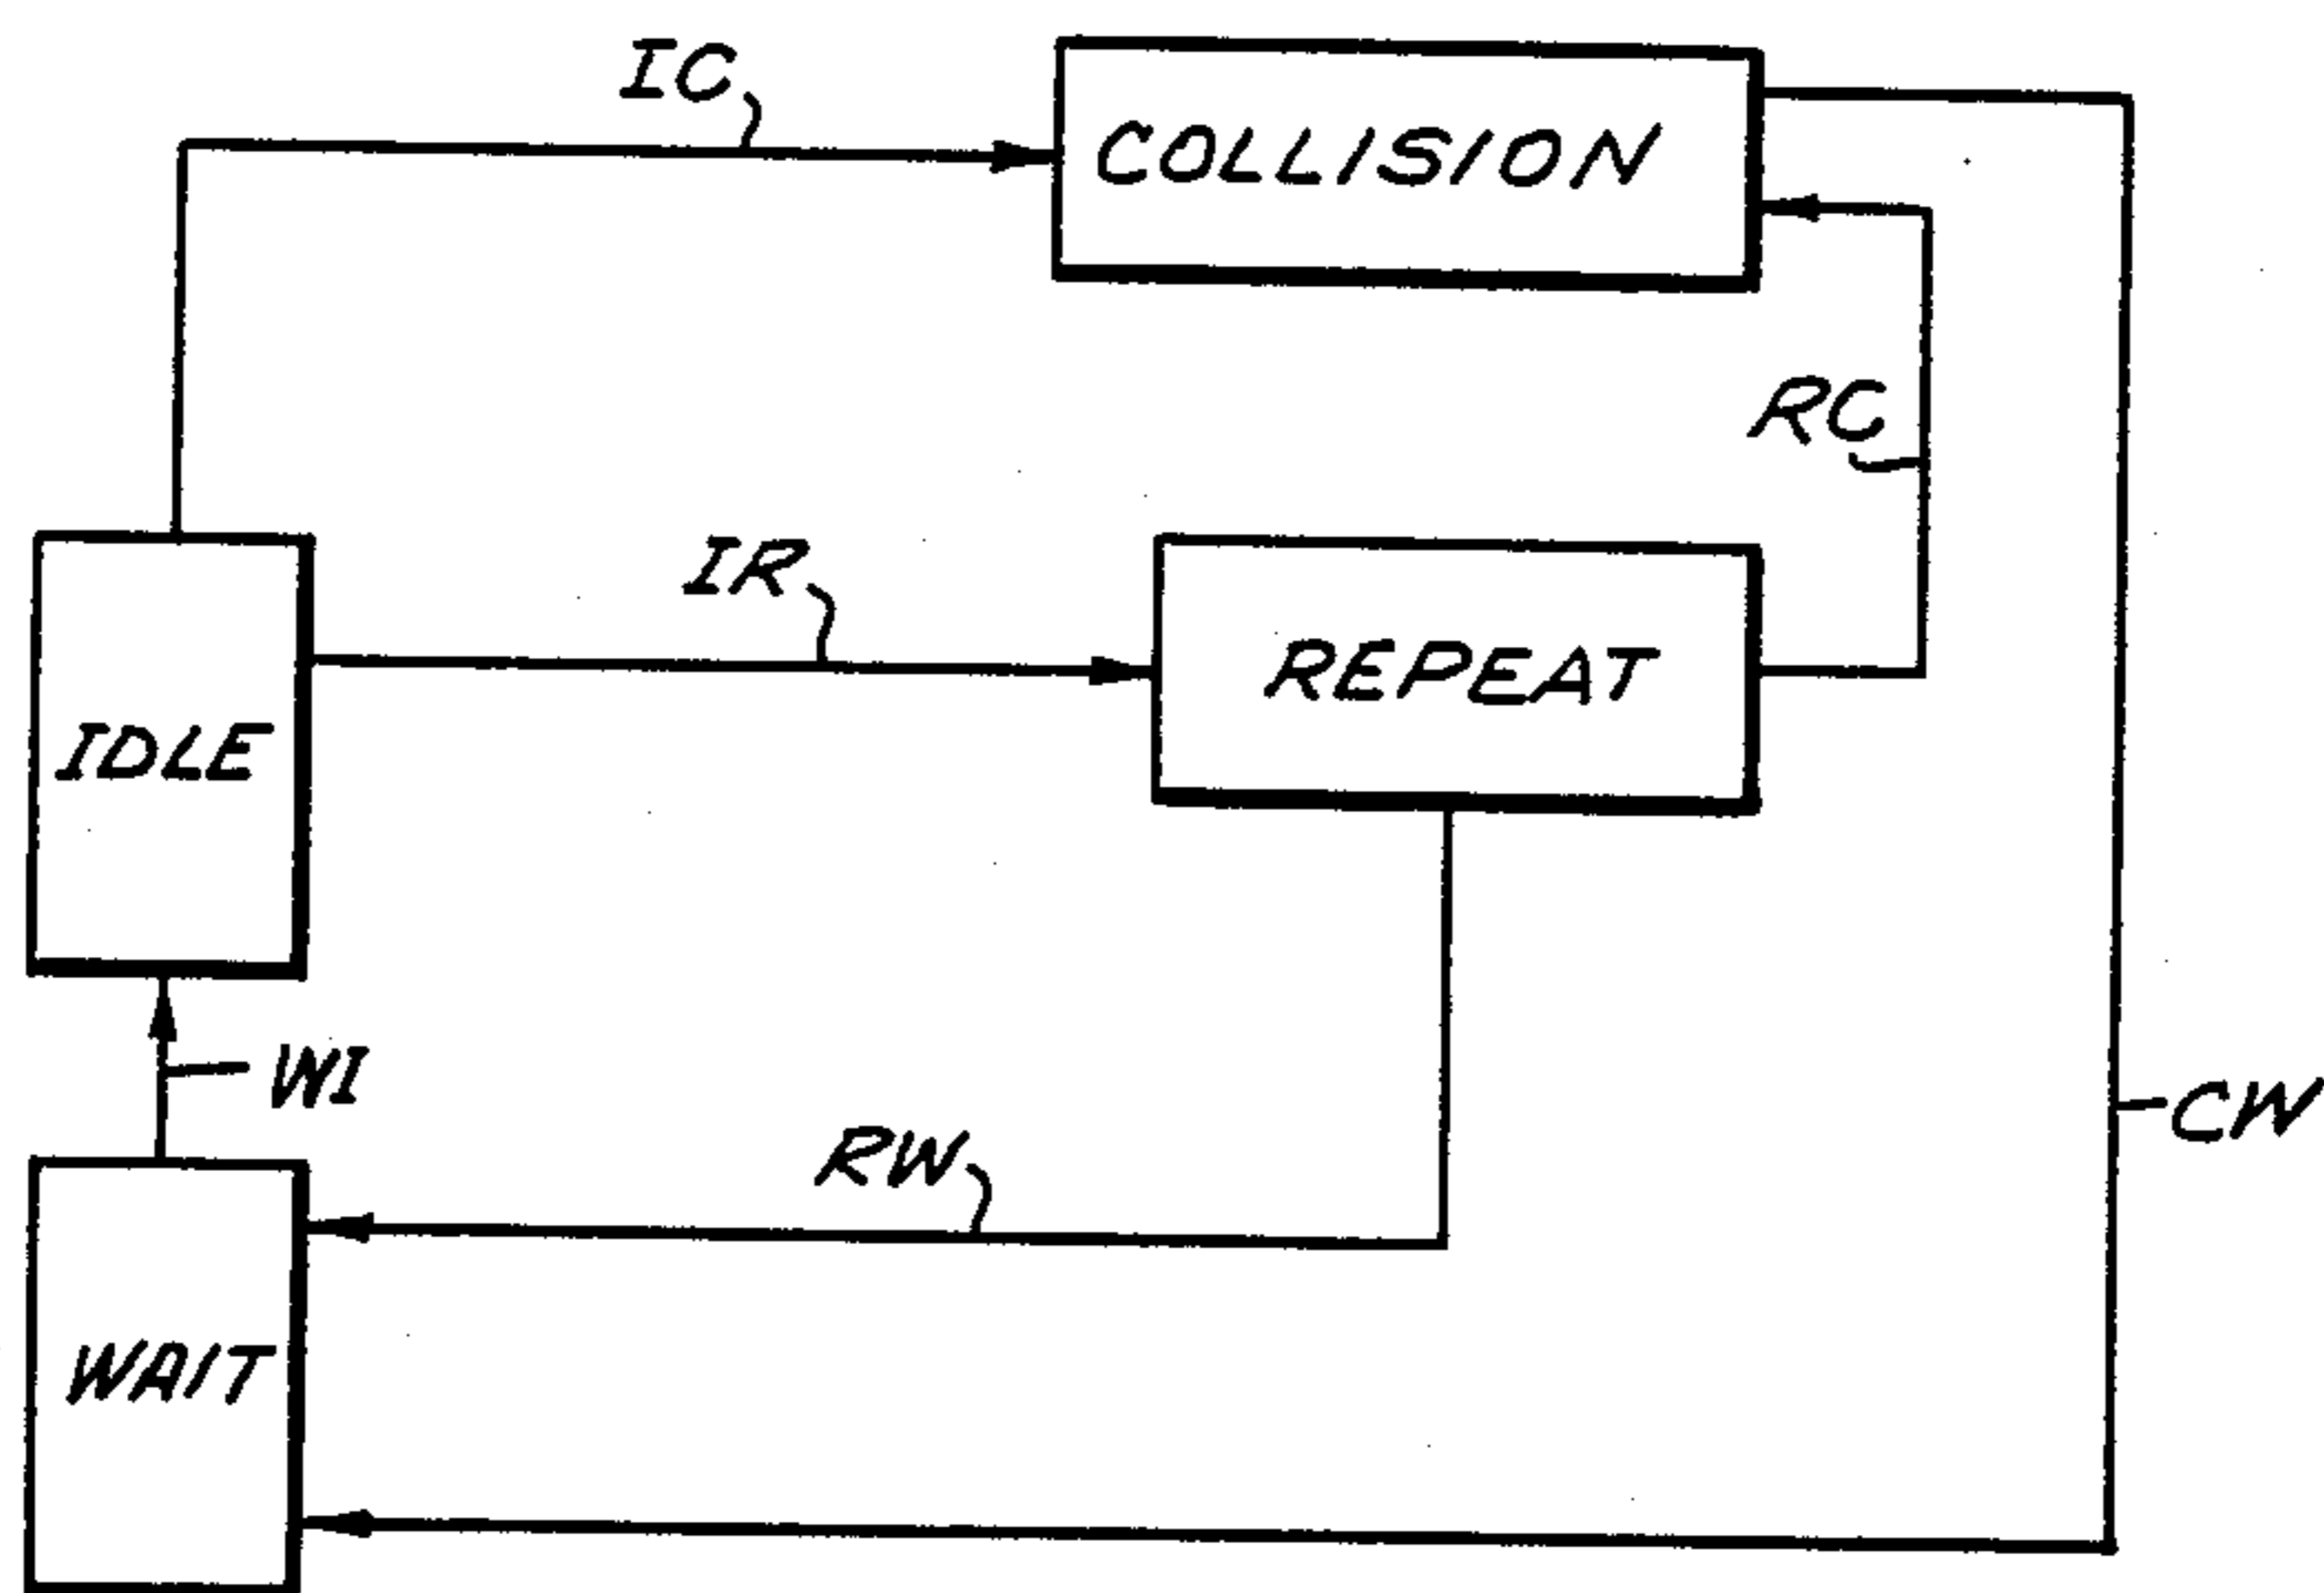 IC
COLLISION
RC
IR
REPEAT
IDLE
WI
RW
CW
WAIT